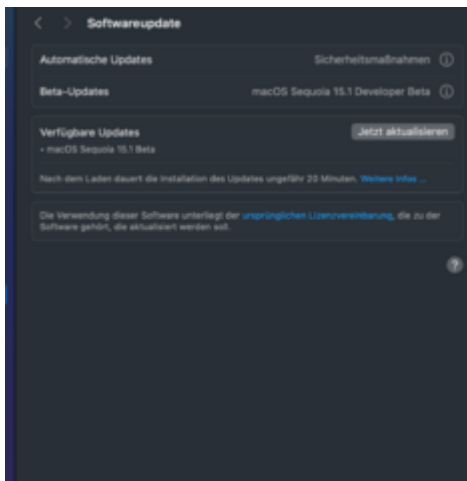 Softwareupdate
Automatische Updates Sicherheitsmaßnahmen
Beta-Updates macOS Sequoia 15.1 Developer Beta
Verfügbare Updates Jetzt aktualisieren
• macOS Sequoia 15.1 Beta
Nach dem Laden dauert die Installation des Updates ungefähr 20 Minuten. Weitere Infos ...
Die Verwendung dieser Software unterliegt der ursprünglichen Lizenzvereinbarung, die zu der
Software gehört, die aktualisiert werden soll.
?